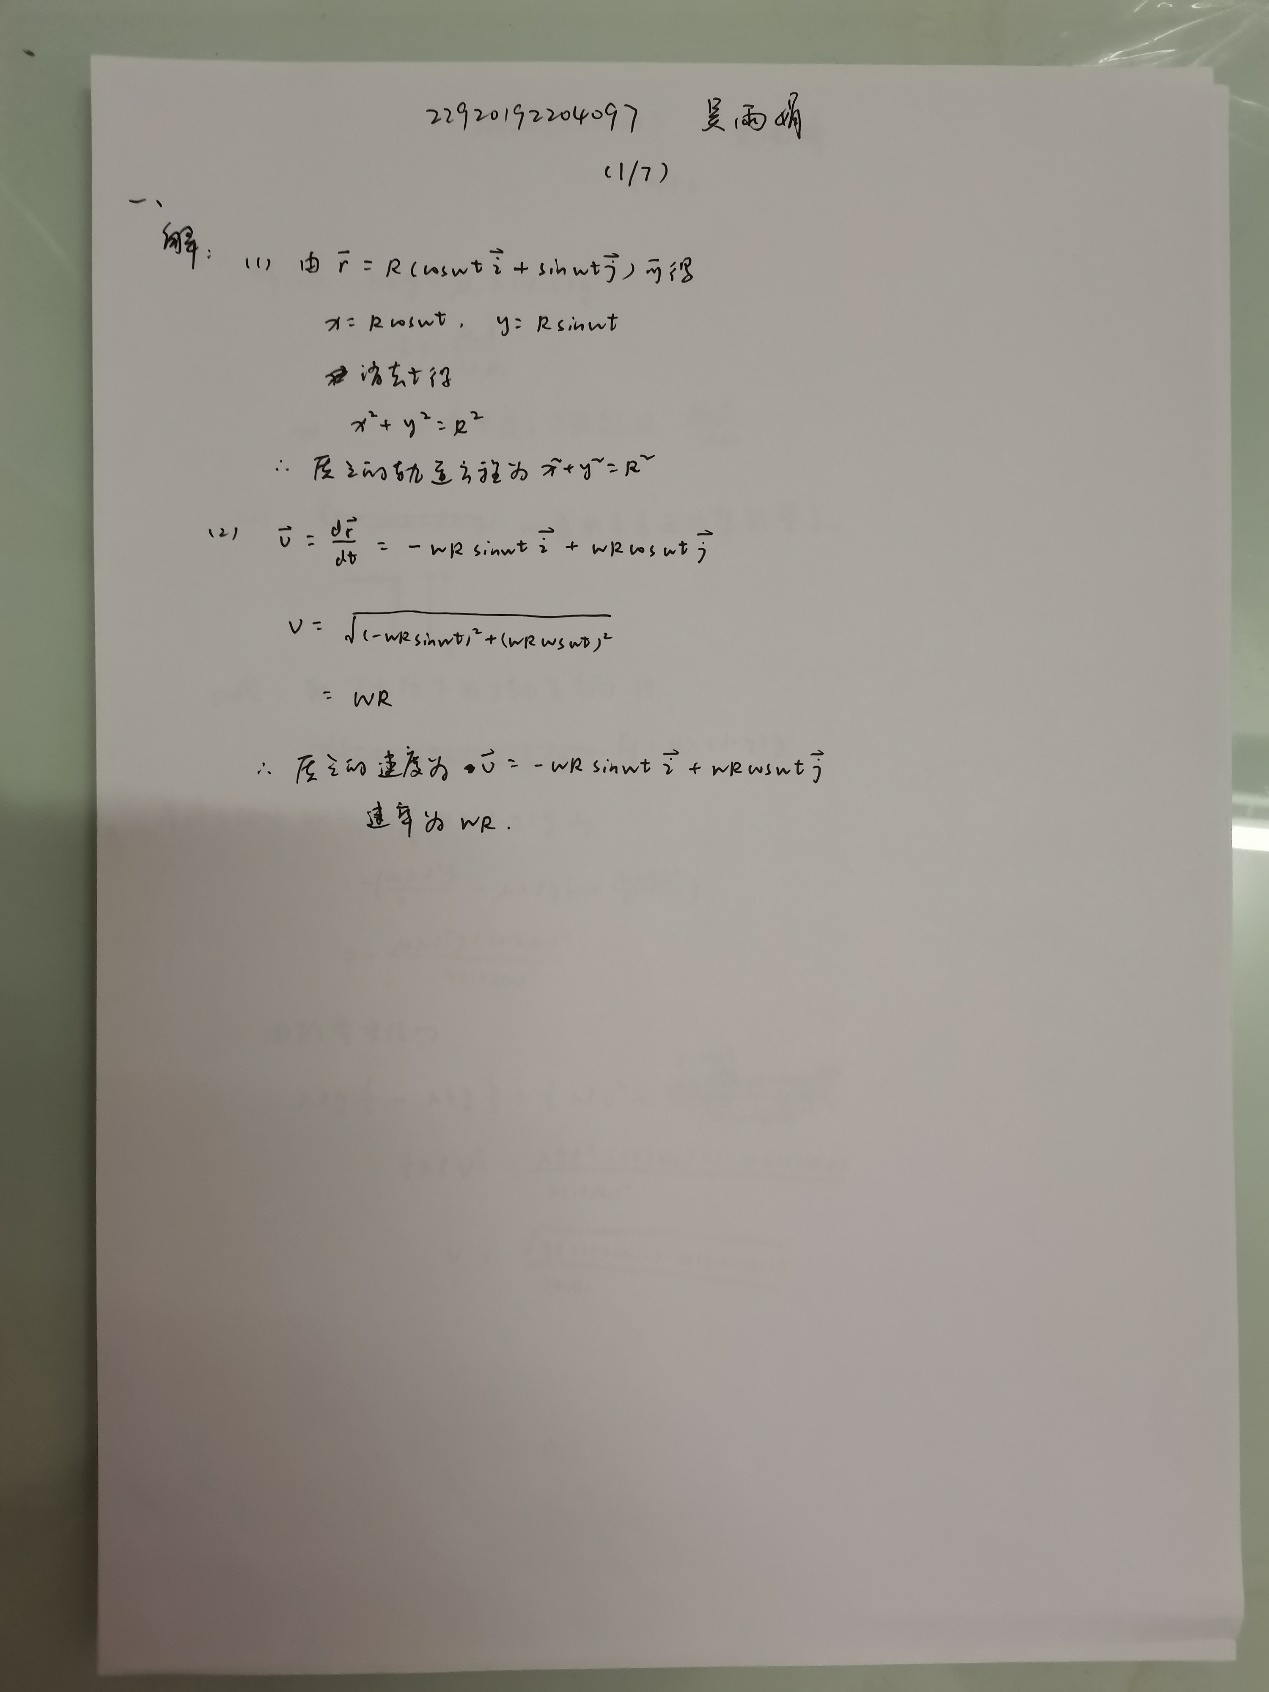 22920192204097 吴雨娟
(1/7)
一、
解: (1) 由 r̄ = R(cosωt i⃗ + sinωt j⃗) 可得
x = Rcosωt, y = Rsinωt
消去t得
x² + y² = R²
∴ 质点的轨道方程为 x² + y² = R²
(2) v⃗ = dr⃗/dt = -ωR sinωt i⃗ + ωR cosωt j⃗
v = √((-ωR sinωt)² + (ωR cosωt)²)
= ωR
∴ 质点的速度为 v⃗ = -ωR sinωt i⃗ + ωR cosωt j⃗
速率为 ωR.